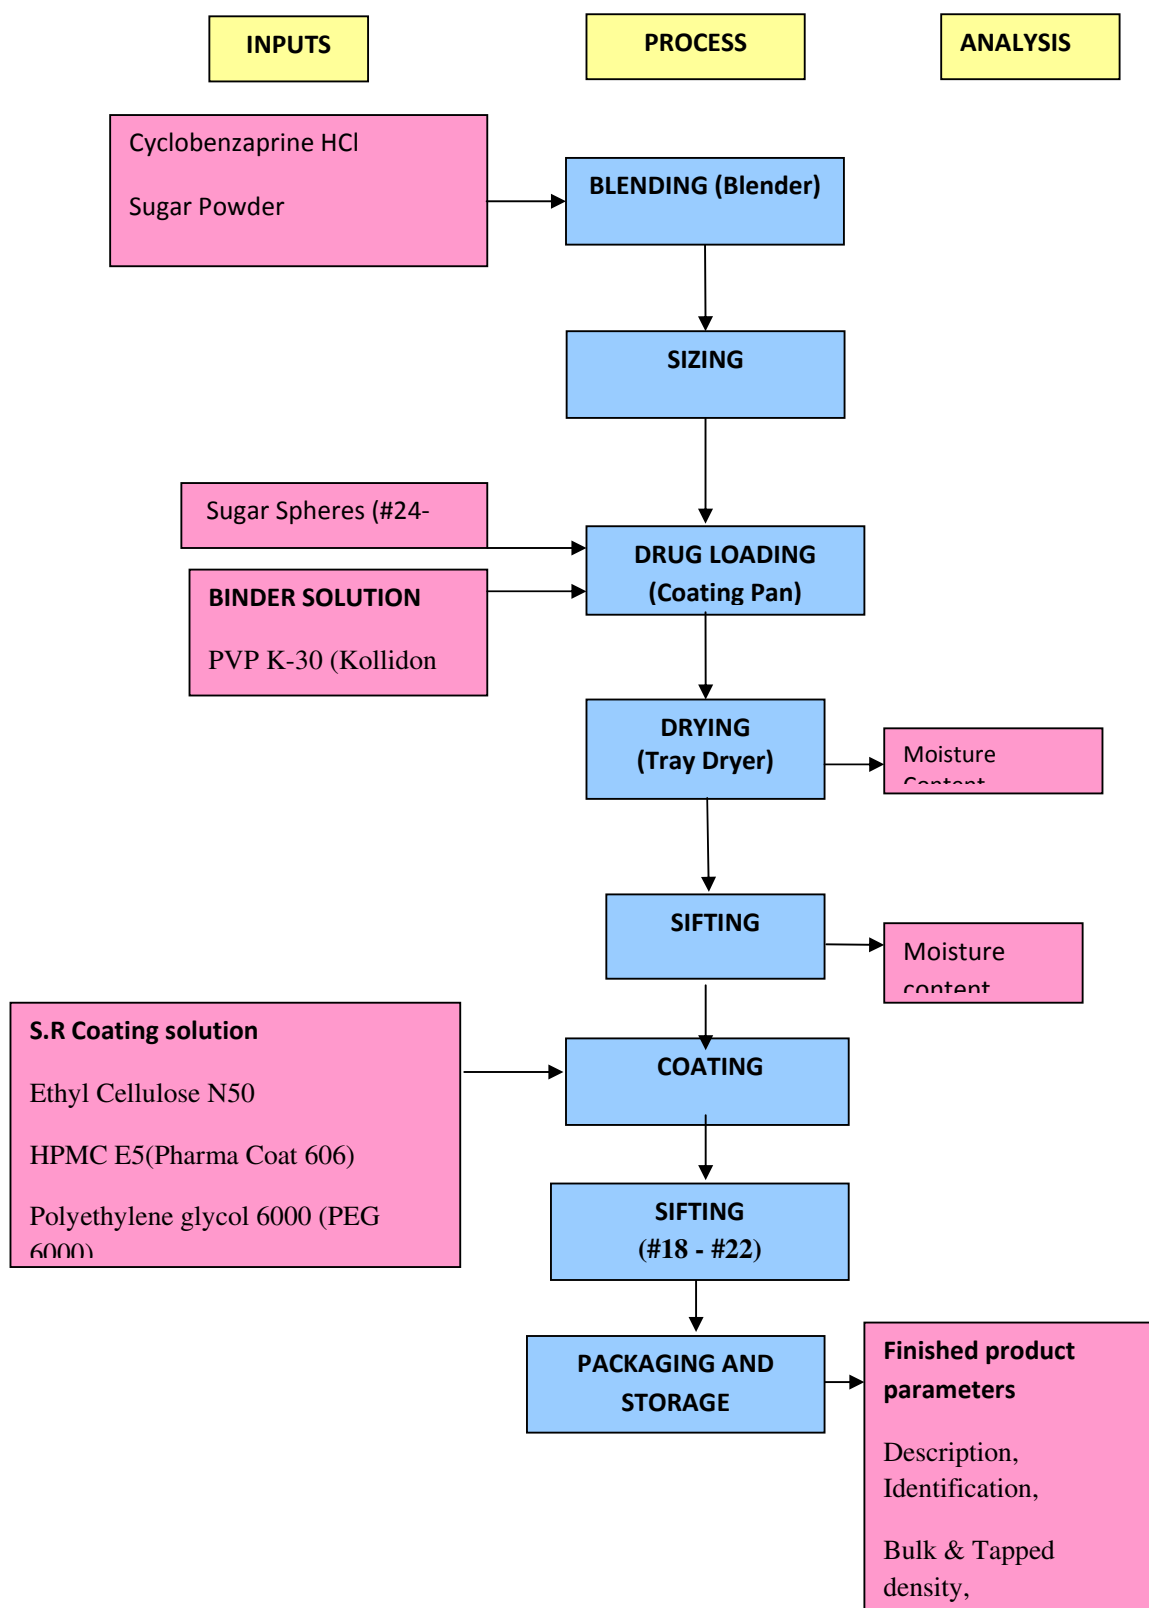 INPUTS
PROCESS
ANALYSIS
Cyclobenzaprine HCl
Sugar Powder
BLENDING (Blender)
SIZING
Sugar Spheres (#24-
DRUG LOADING
(Coating Pan)
BINDER SOLUTION
PVP K-30 (Kollidon
DRYING
(Tray Dryer)
Moisture
Content
SIFTING
Moisture
content
S.R Coating solution
Ethyl Cellulose N50
HPMC E5(Pharma Coat 606)
Polyethylene glycol 6000 (PEG
6000)
COATING
SIFTING
(#18 - #22)
PACKAGING AND
STORAGE
Finished product
parameters
Description,
Identification,
Bulk & Tapped
density,